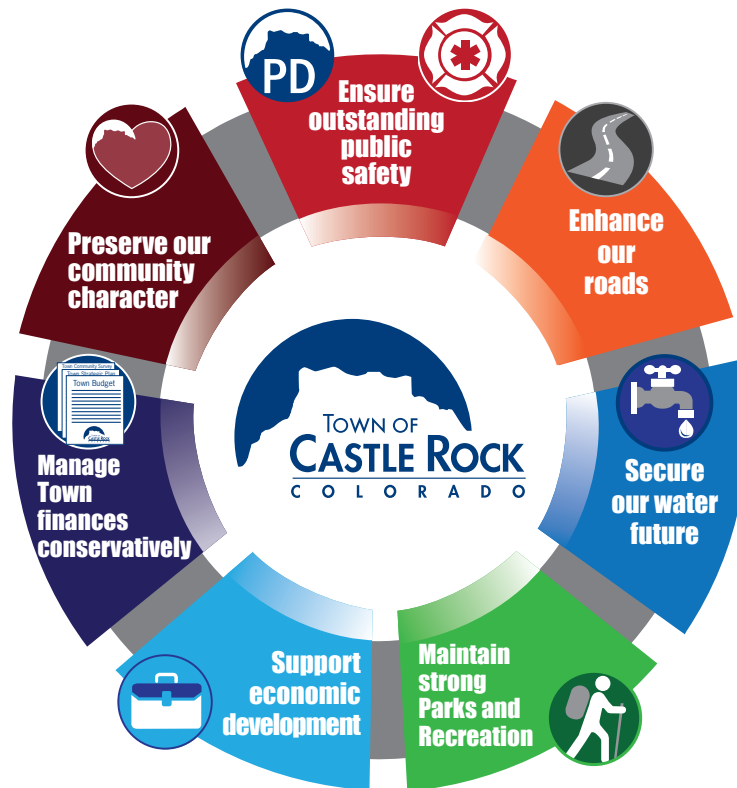 PD
Ensure
outstanding
public
safety
Enhance
our
roads
Secure
our water
future
Maintain
strong
Parks and
Recreation
Support
economic
development
Town Community Survey
Town Strategic Plan
Town Budget
CASTLE ROCK
Manage
Town
finances
conservatively
Preserve our
community
character
TOWN OF
CASTLE ROCK
COLORADO